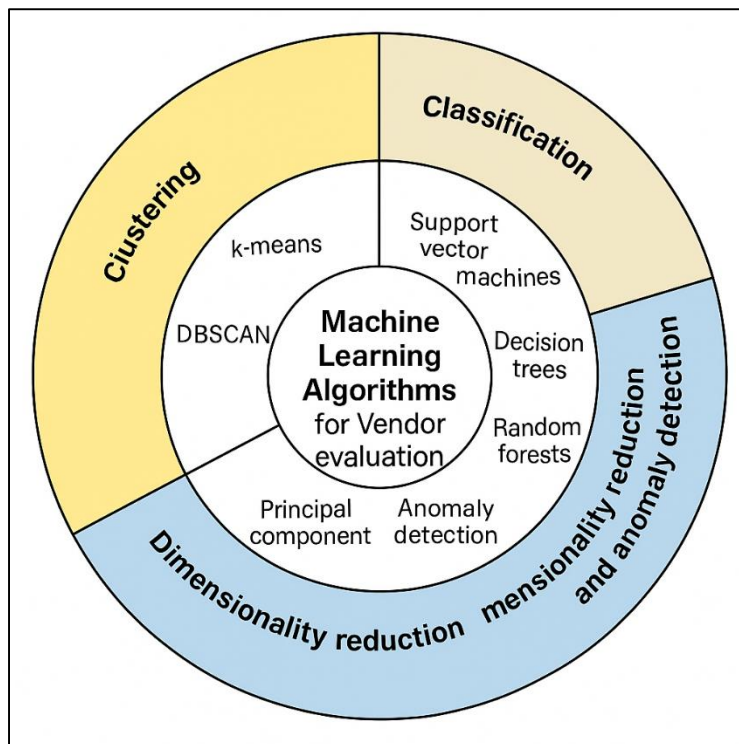 Classification
Ciustering
k-means
DBSCAN
Support
vector
machines
Decision
trees
Random
forests
Machine
Learning
Algorithms
for Vendor
evaluation
Principal
component
Anomaly
detection
Dimensionality reduction
mensionality reduction
and anomaly detection